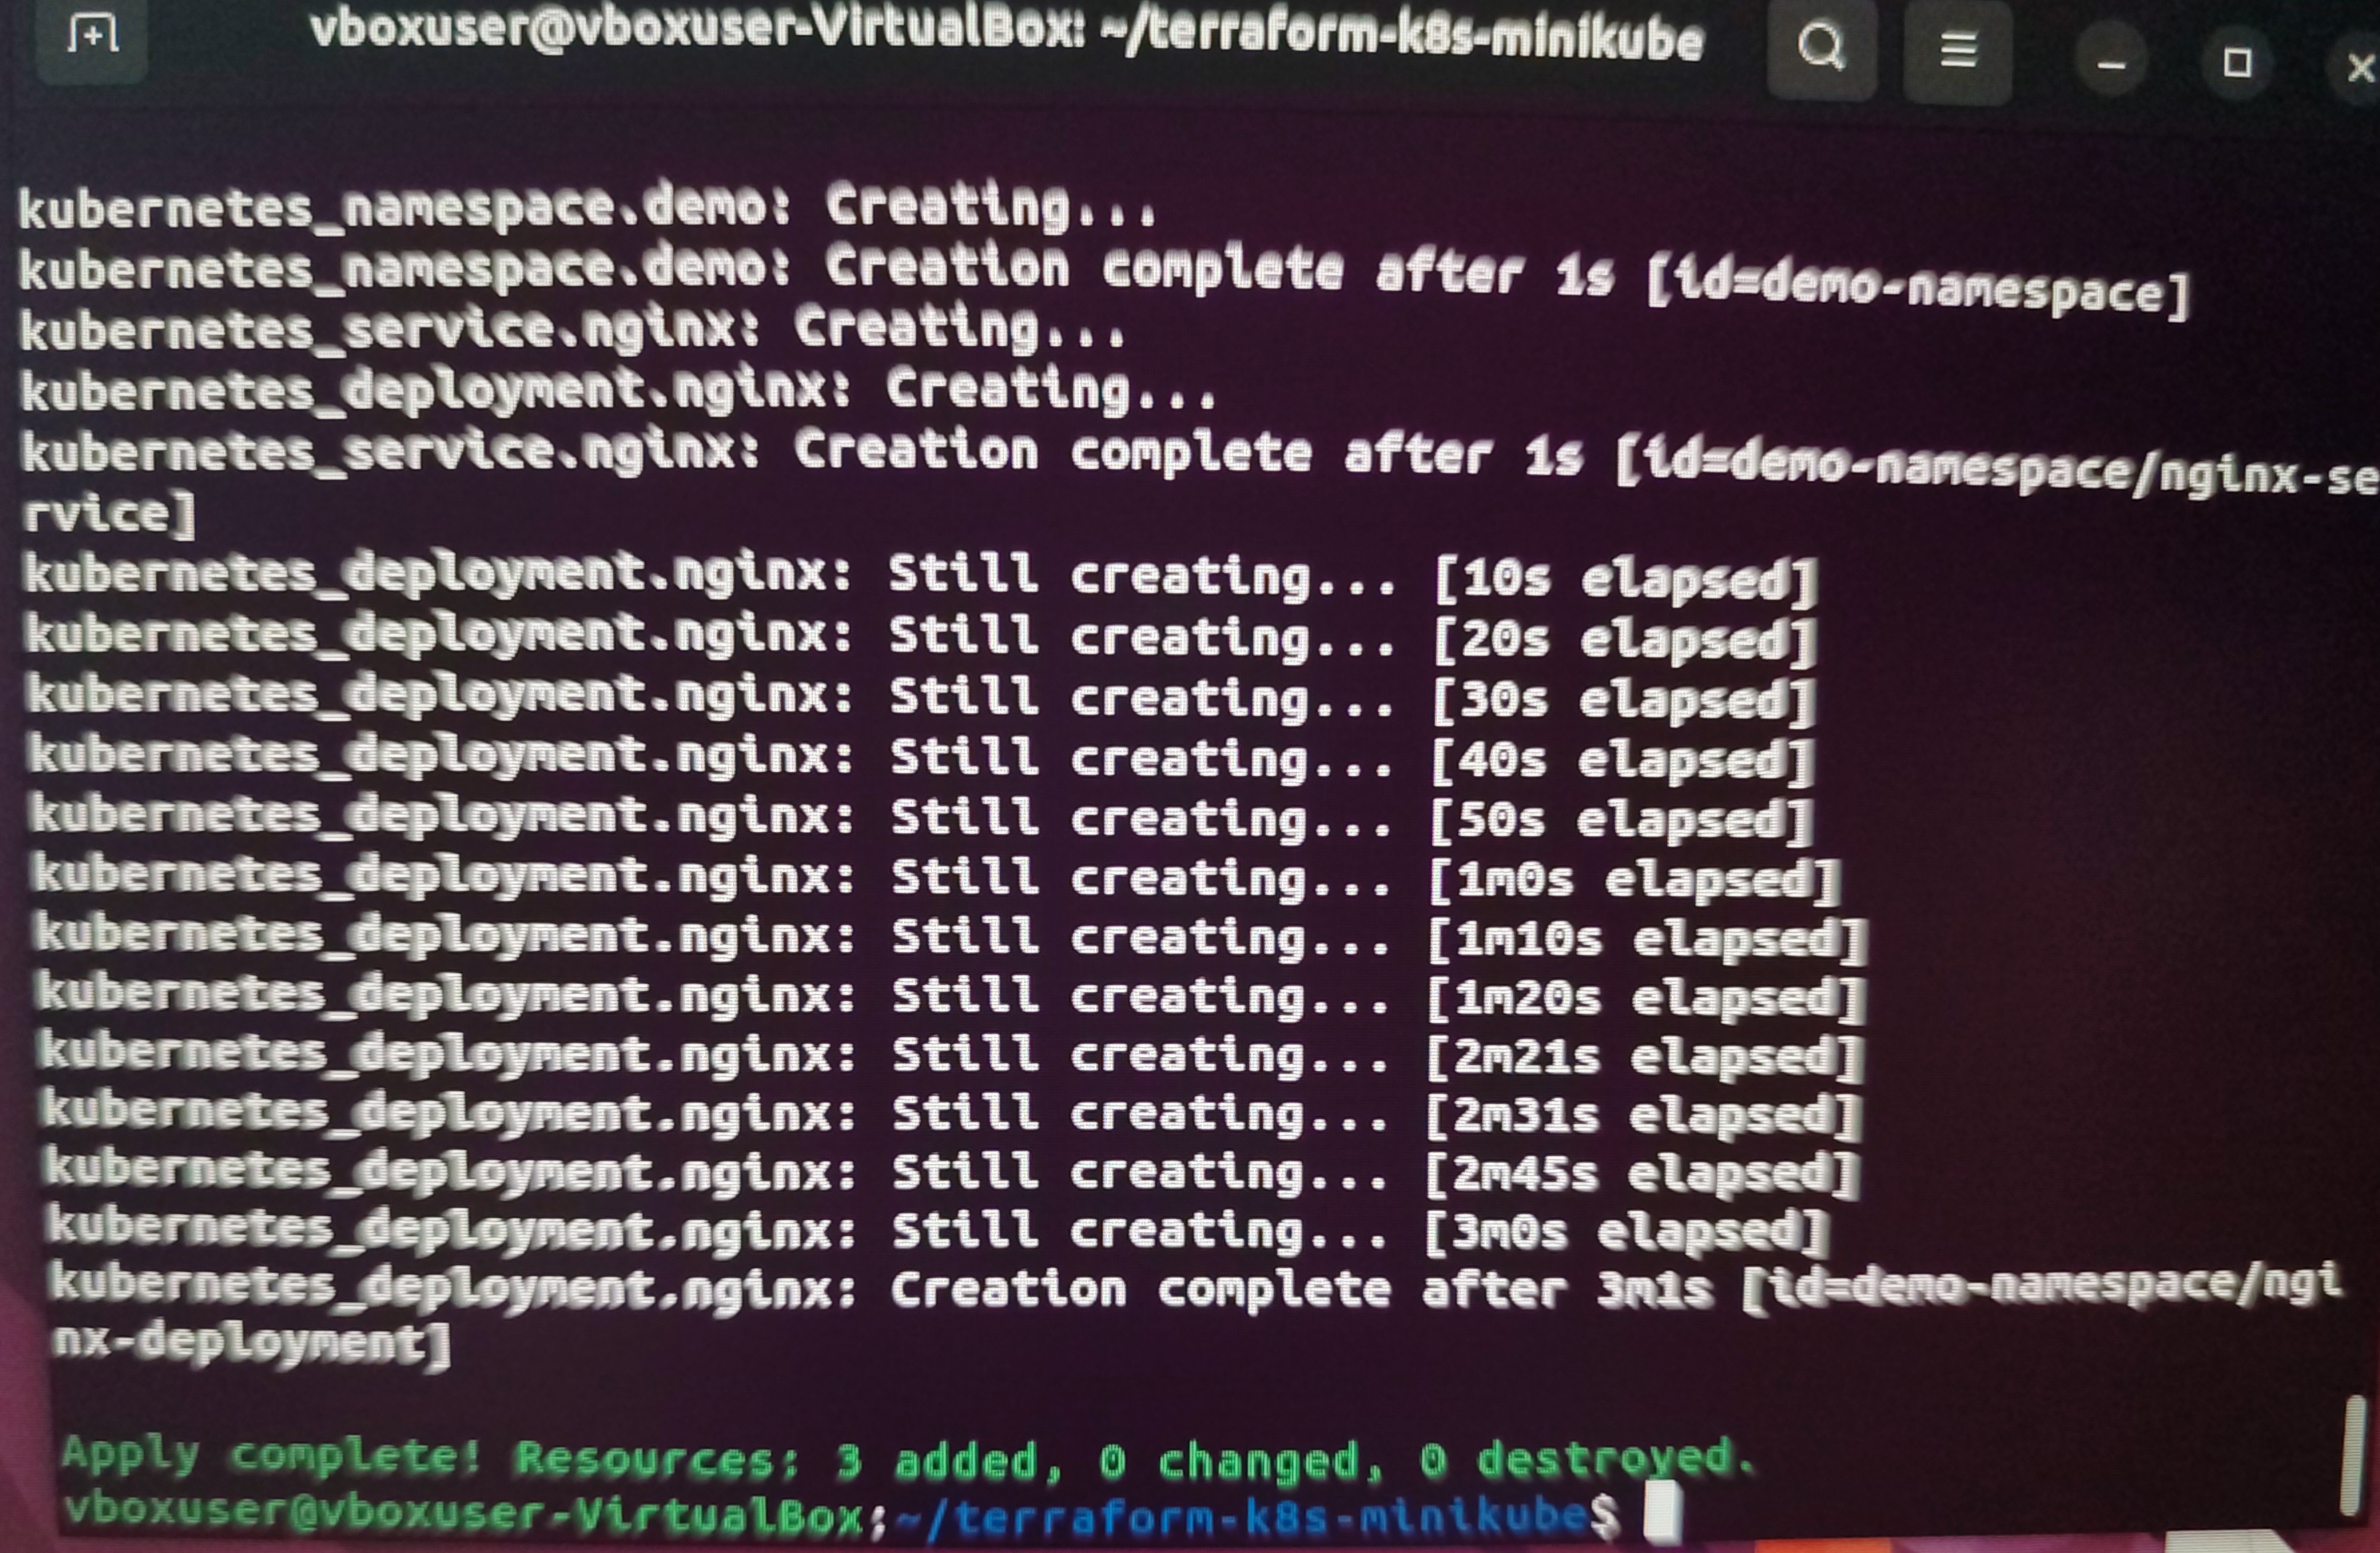 vboxuser@vboxuser-VirtualBox: ~/terraform-k8s-minikube
kubernetes_namespace.demo: Creating...
kubernetes_namespace.demo: Creation complete after 1s [id=demo-namespace]
kubernetes_service.nginx: Creating...
kubernetes_deployment.nginx: Creating...
kubernetes_service.nginx: Creation complete after 1s [id=demo-namespace/nginx-se
rvice]
kubernetes_deployment.nginx: Still creating... [10s elapsed]
kubernetes_deployment.nginx: Still creating... [20s elapsed]
kubernetes_deployment.nginx: Still creating... [30s elapsed]
kubernetes_deployment.nginx: Still creating... [40s elapsed]
kubernetes_deployment.nginx: Still creating... [50s elapsed]
kubernetes_deployment.nginx: Still creating... [1m0s elapsed]
kubernetes_deployment.nginx: Still creating... [1m10s elapsed]
kubernetes_deployment.nginx: Still creating... [1m20s elapsed]
kubernetes_deployment.nginx: Still creating... [2m21s elapsed]
kubernetes_deployment.nginx: Still creating... [2m31s elapsed]
kubernetes_deployment.nginx: Still creating... [2m45s elapsed]
kubernetes_deployment.nginx: Still creating... [3m0s elapsed]
kubernetes_deployment.nginx: Creation complete after 3m1s [id=demo-namespace/ngi
nx-deployment]
Apply complete! Resources: 3 added, 0 changed, 0 destroyed.
vboxuser@vboxuser-VirtualBox:~/terraform-k8s-minikube$